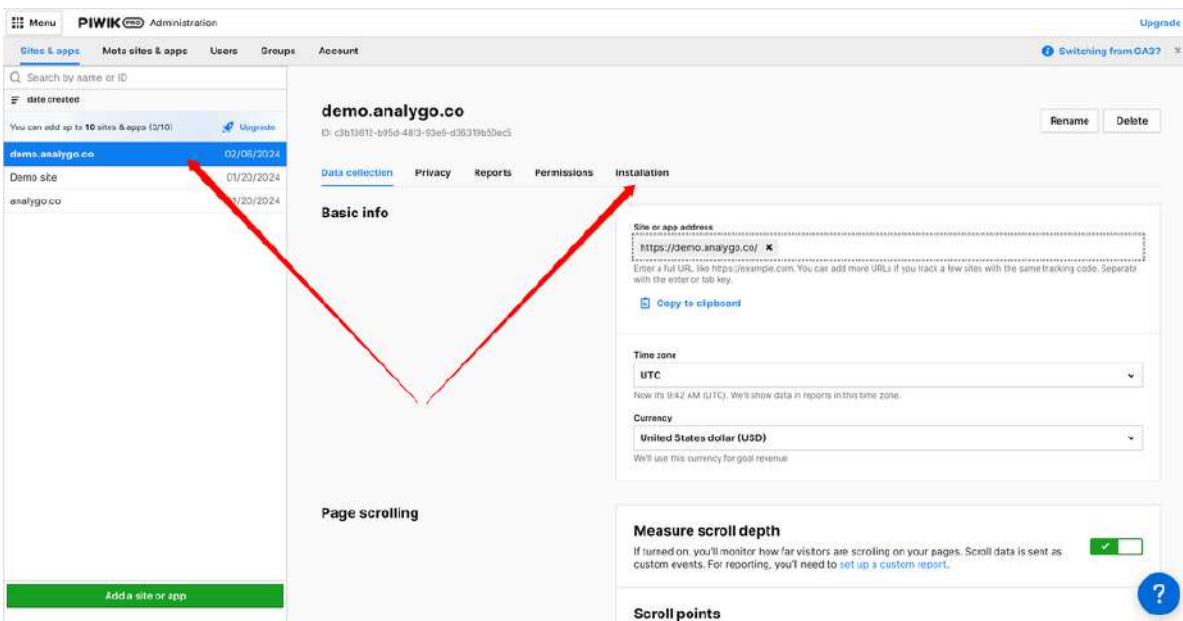 Menu PIWIK PRO Administration Upgrade
Sites & apps Meta sites & apps Users Groups Account Switching from GA3? ×
Search by name or ID
date created
You can add up to 10 sites & apps (3/10) Upgrade
demo.analygo.co 02/06/2024
Demo site 01/20/2024
analygo.co /20/2024
Add a site or app
demo.analygo.co
Rename Delete
Data collection Privacy Reports Permissions Installation
Basic info
Site or app address
https://demo.analygo.co/ ×
Enter a full URL like https://example.com. You can add more URLs if you track a few sites with the same tracking code. Separate
with the enter or tab key.
Copy to clipboard
Time zone
UTC
Now it's 9:42 AM (UTC). We'll show data in reports in this time zone.
Currency
United States dollar (USD)
We'll use this currency for goal revenue
Page scrolling
Measure scroll depth
If turned on, you'll monitor how far visitors are scrolling on your pages. Scroll data is sent as
custom events. For reporting, you'll need to set up a custom report.
Scroll points
?